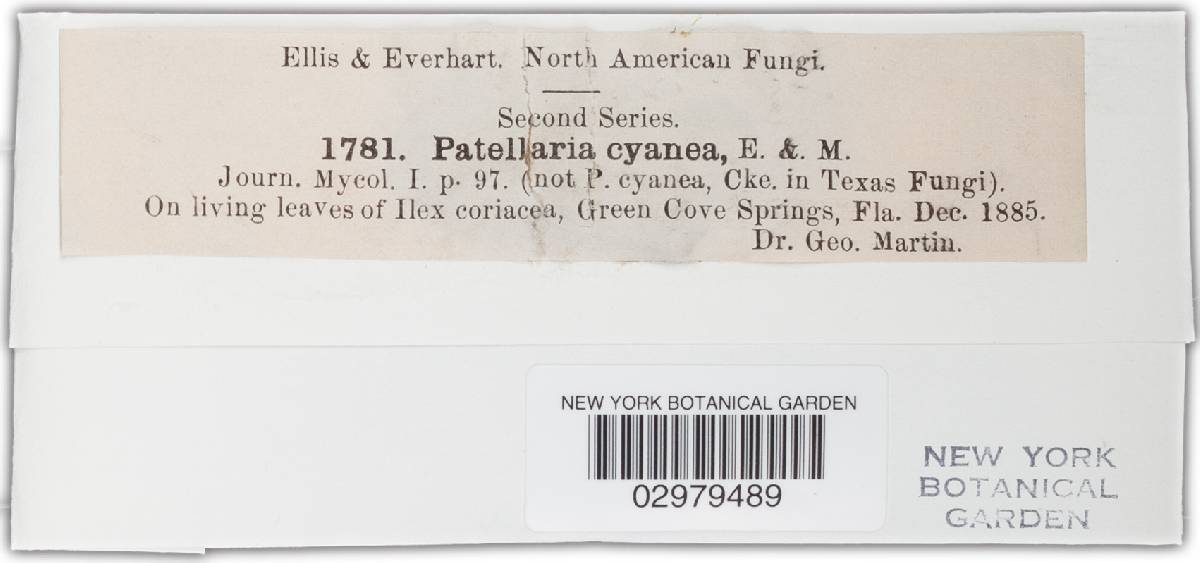 Ellis & Everhart. North American Fungi.
Second Series.
1781. Patellaria cyanea, E. & M.
Journ. Mycol. I. p. 97. (not P. cyanea, Cke. in Texas Fungi).
On living leaves of Ilex coriacea, Green Cove Springs, Fla. Dec. 1885.
Dr. Geo. Martin.
NEW YORK BOTANICAL GARDEN
02979489
NEW YORK
BOTANICAL
GARDEN